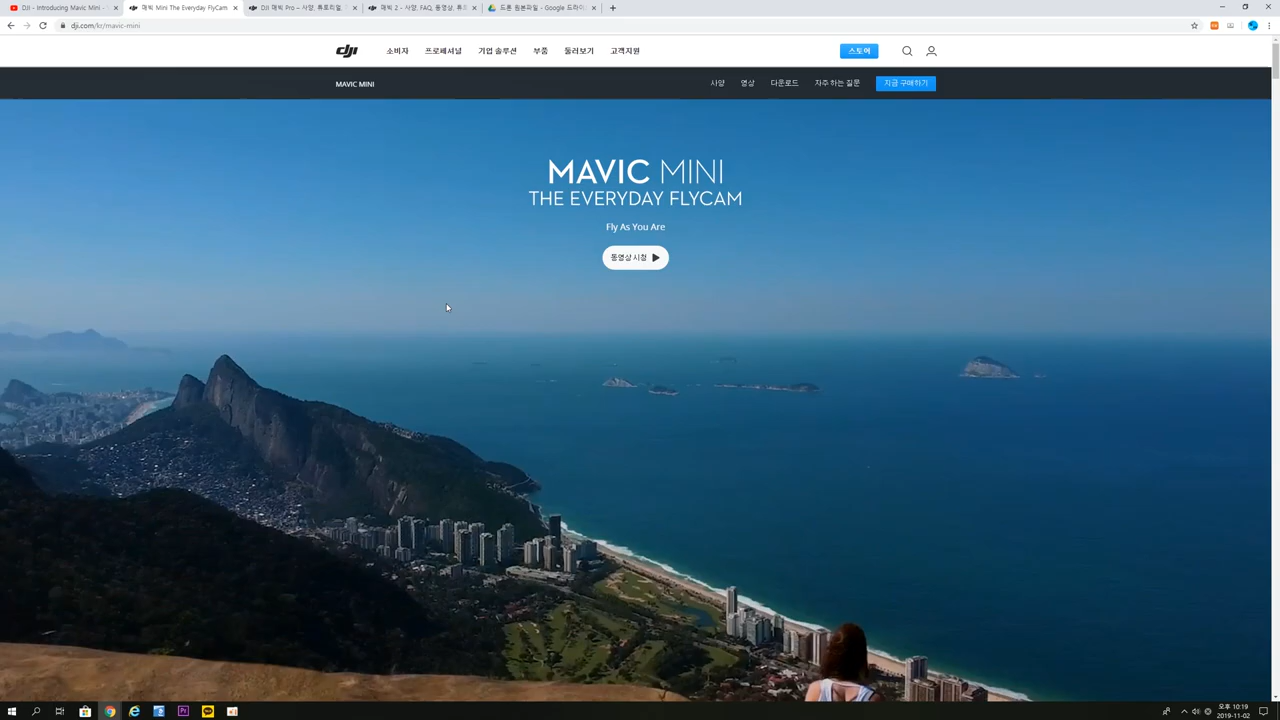 DJI - Introducing Mavic Mini -
매빅 Mini The Everyday FlyCam
DJI 매빅 Pro – 사양, 튜토리얼
매빅 2 - 사양, FAQ, 동영상, 튜토
드론 원본파일 - Google 드라이
dji.com/kr/mavic-mini
dji
소비자
프로페셔널
기업 솔루션
부품
둘러보기
고객지원
스토어
MAVIC MINI
사양
영상
다운로드
자주 하는 질문
지금 구매하기
MAVIC MINI
THE EVERYDAY FLYCAM
Fly As You Are
동영상 시청
오후 10:19
2019-11-02